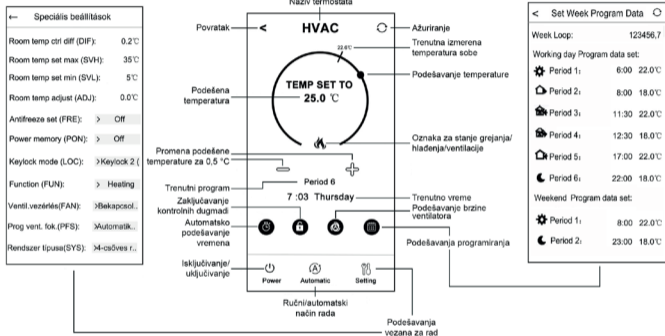 Naziv termostata
← Speciális beállítások
Room temp ctrl diff (DIF): 0.2℃
Room temp set max (SVH): 35℃
Room temp set min (SVL): 5℃
Room temp adjust (ADJ): 0.0℃
Antifreeze set (FRE): > Off
Power memory (PON): > Off
Keylock mode (LOC): >Keylock 2 (
Function (FUN): > Heating
Ventil.vezérlés(FAN): >Bekapcsol..
Prog vent. fok.(PFS): >Automatik..
Rendszer típusa(SYS): >4-csöves r..
Povratak
Podešena
temperatura
Promena podešene
temperature za 0,5 °C
Trenutni program
Zaključavanje
kontrolnih dugmadi
Automatsko
podešavanje
vremena
Isključivanje/
uključivanje
< HVAC
22.6℃
TEMP SET TO
25.0 ℃
Period 6
7 :03 Thursday
Power
Automatic
Setting
Ručni/automatski
način rada
Ažuriranje
Trenutna izmerena
temperatura sobe
Podešavanje temperature
Oznaka za stanje grejanja/
hlađenja/ventilacije
Trenutno vreme
Podešavanje brzine
ventilatora
Podešavanja programiranja
Podešavanja
vezana za rad
< Set Week Program Data
Week Loop: 123456,7
Working day Program data set:
Period 1: 6:00 22.0℃
Period 2: 8:00 18.0℃
Period 3: 11:30 22.0℃
Period 4: 12:30 18.0℃
Period 5: 17:00 22.0℃
Period 6: 22:00 18.0℃
Weekend Program data set:
Period 1: 8:00 22.0℃
Period 2: 23:00 18.0℃